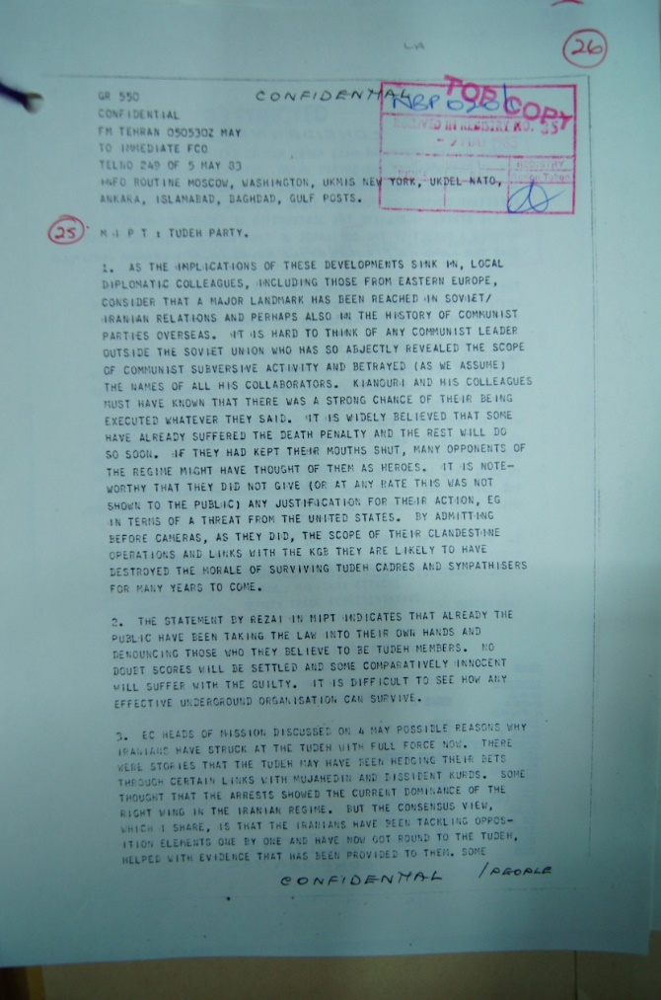 26
GR 550
CONFIDENTIAL
TOP COPY
CONFIDENTIAL
RECEIVED IN REGISTRY NO. 35
FM TEHRAN 050530Z MAY
TO IMMEDIATE FCO
TELNO 249 OF 5 MAY 83
REGISTRY
INFO ROUTINE MOSCOW, WASHINGTON, UKMIS NEW YORK, UKDEL NATO,
ANKARA, ISLAMABAD, BAGHDAD, GULF POSTS.
25
M I P T : TUDEH PARTY.
1. AS THE IMPLICATIONS OF THESE DEVELOPMENTS SINK IN, LOCAL
DIPLOMATIC COLLEAGUES, INCLUDING THOSE FROM EASTERN EUROPE,
CONSIDER THAT A MAJOR LANDMARK HAS BEEN REACHED IN SOVIET/
IRANIAN RELATIONS AND PERHAPS ALSO IN THE HISTORY OF COMMUNIST
PARTIES OVERSEAS. IT IS HARD TO THINK OF ANY COMMUNIST LEADER
OUTSIDE THE SOVIET UNION WHO HAS SO ABJECTLY REVEALED THE SCOPE
OF COMMUNIST SUBVERSIVE ACTIVITY AND BETRAYED (AS WE ASSUME)
THE NAMES OF ALL HIS COLLABORATORS. KIANOURI AND HIS COLLEAGUES
MUST HAVE KNOWN THAT THERE WAS A STRONG CHANCE OF THEIR BEING
EXECUTED WHATEVER THEY SAID. IT IS WIDELY BELIEVED THAT SOME
HAVE ALREADY SUFFERED THE DEATH PENALTY AND THE REST WILL DO
SO SOON. IF THEY HAD KEPT THEIR MOUTHS SHUT, MANY OPPONENTS OF
THE REGIME MIGHT HAVE THOUGHT OF THEM AS HEROES. IT IS NOTE-
WORTHY THAT THEY DID NOT GIVE (OR AT ANY RATE THIS WAS NOT
SHOWN TO THE PUBLIC) ANY JUSTIFICATION FOR THEIR ACTION, EG
IN TERMS OF A THREAT FROM THE UNITED STATES. BY ADMITTING
BEFORE CAMERAS, AS THEY DID, THE SCOPE OF THEIR CLANDESTINE
OPERATIONS AND LINKS WITH THE KGB THEY ARE LIKELY TO HAVE
DESTROYED THE MORALE OF SURVIVING TUDEH CADRES AND SYMPATHISERS
FOR MANY YEARS TO COME.
2. THE STATEMENT BY REZAI IN MIPT INDICATES THAT ALREADY THE
PUBLIC HAVE BEEN TAKING THE LAW INTO THEIR OWN HANDS AND
DENOUNCING THOSE WHO THEY BELIEVE TO BE TUDEH MEMBERS. NO
DOUBT SCORES WILL BE SETTLED AND SOME COMPARATIVELY INNOCENT
WILL SUFFER WITH THE GUILTY. IT IS DIFFICULT TO SEE HOW ANY
EFFECTIVE UNDERGROUND ORGANISATION CAN SURVIVE.
3. EC HEADS OF MISSION DISCUSSED ON 4 MAY POSSIBLE REASONS WHY
IRANIANS HAVE STRUCK AT THE TUDEH WITH FULL FORCE NOW. THERE
WERE STORIES THAT THE TUDEH MAY HAVE BEEN HEDGING THEIR BETS
THROUGH CERTAIN LINKS WITH MUJAHEDIN AND DISSIDENT KURDS. SOME
THOUGHT THAT THE ARRESTS SHOWED THE CURRENT DOMINANCE OF THE
RIGHT WING IN THE IRANIAN REGIME. BUT THE CONSENSUS VIEW,
WHICH I SHARE, IS THAT THE IRANIANS HAVE BEEN TACKLING OPPOS-
ITION ELEMENTS ONE BY ONE AND HAVE NOW GOT ROUND TO THE TUDEH,
HELPED WITH EVIDENCE THAT HAS BEEN PROVIDED TO THEM. SOME
CONFIDENTIAL /PEOPLE